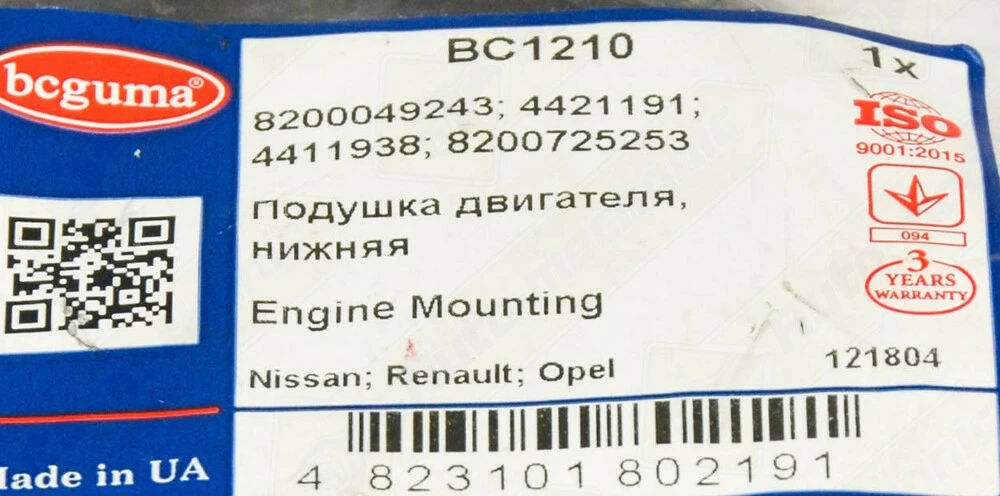 BC1210
1x
bcguma®
8200049243; 4421191;
4411938; 8200725253
ISO
9001:2015
Подушка двигателя,
нижняя
094
3
YEARS
WARRANTY
Engine Mounting
Nissan; Renault; Opel
121804
Made in UA
4 823101 802191